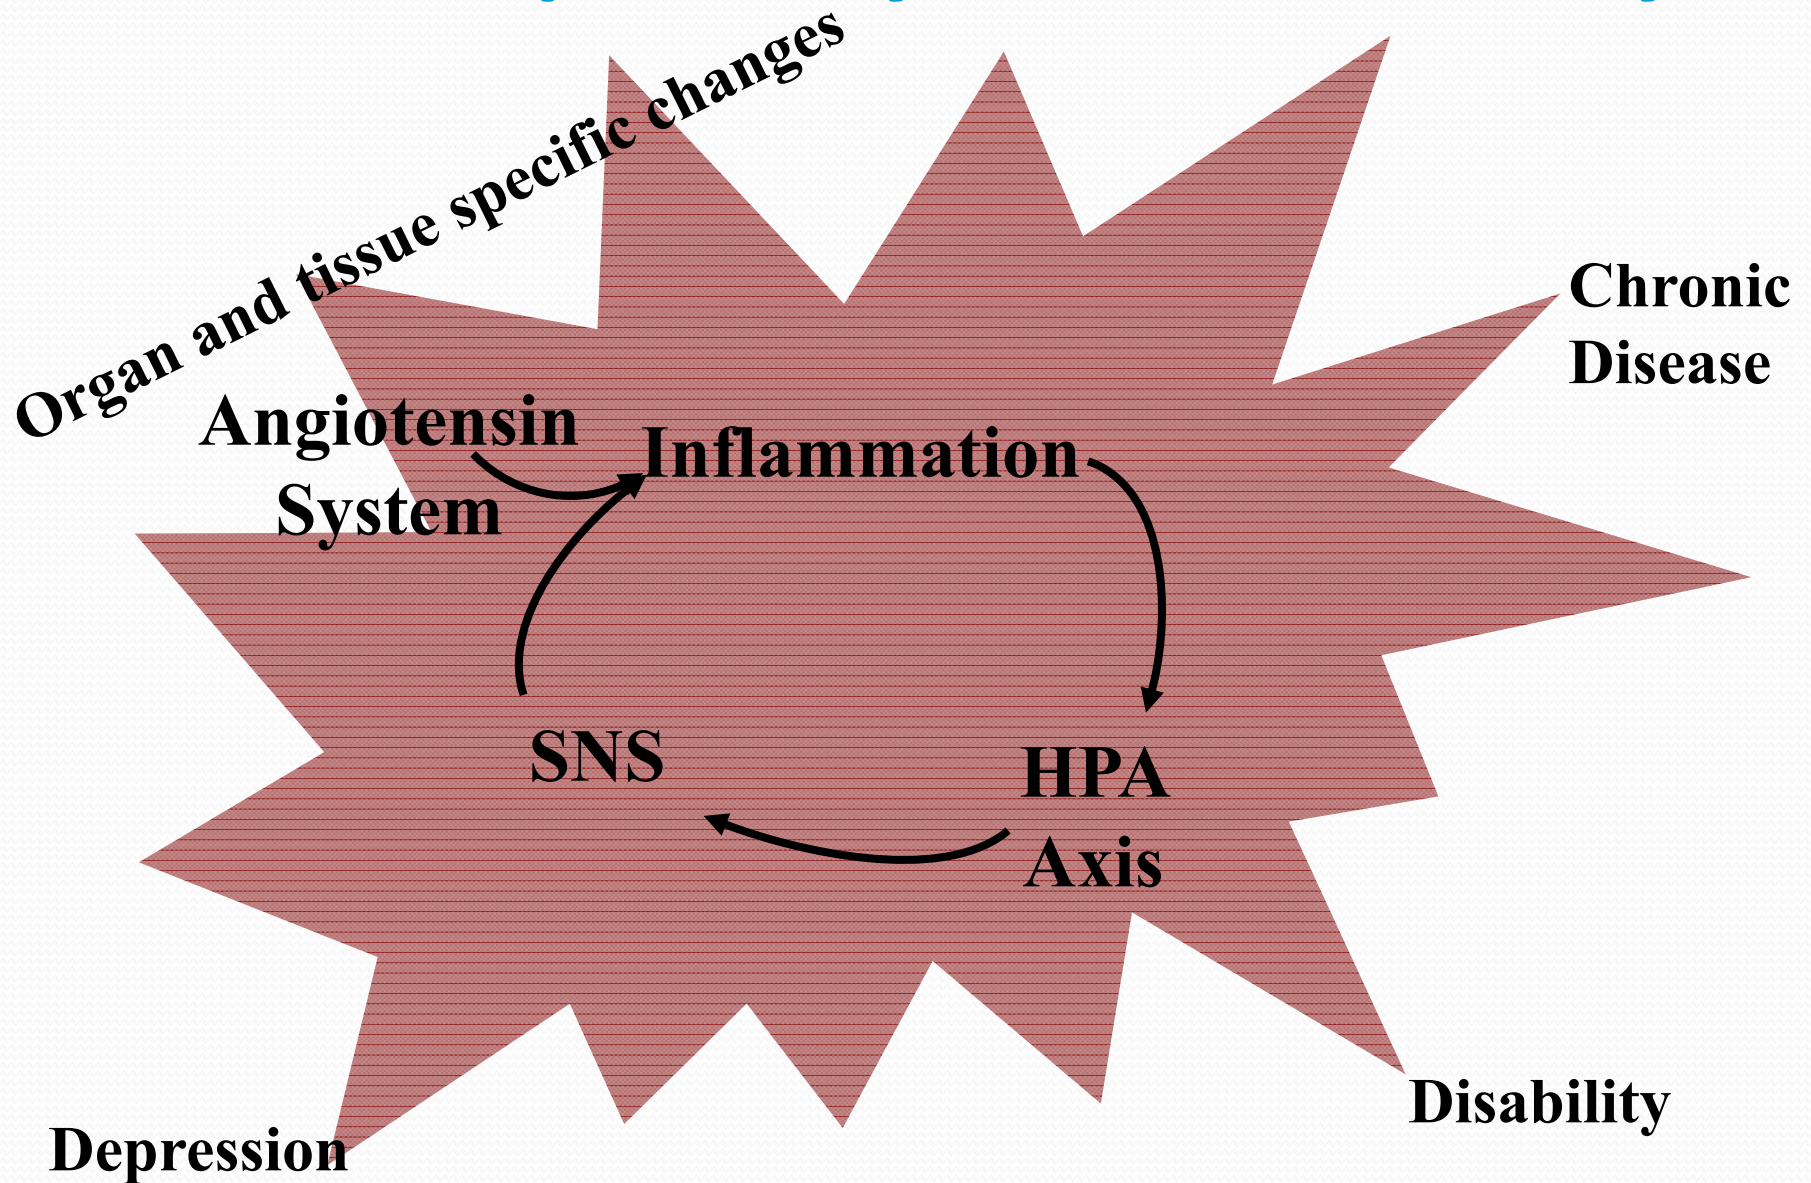 Organ and tissue specific changes
Chronic
Disease
Angiotensin
System
Inflammation
SNS
HPA
Axis
Disability
Depression